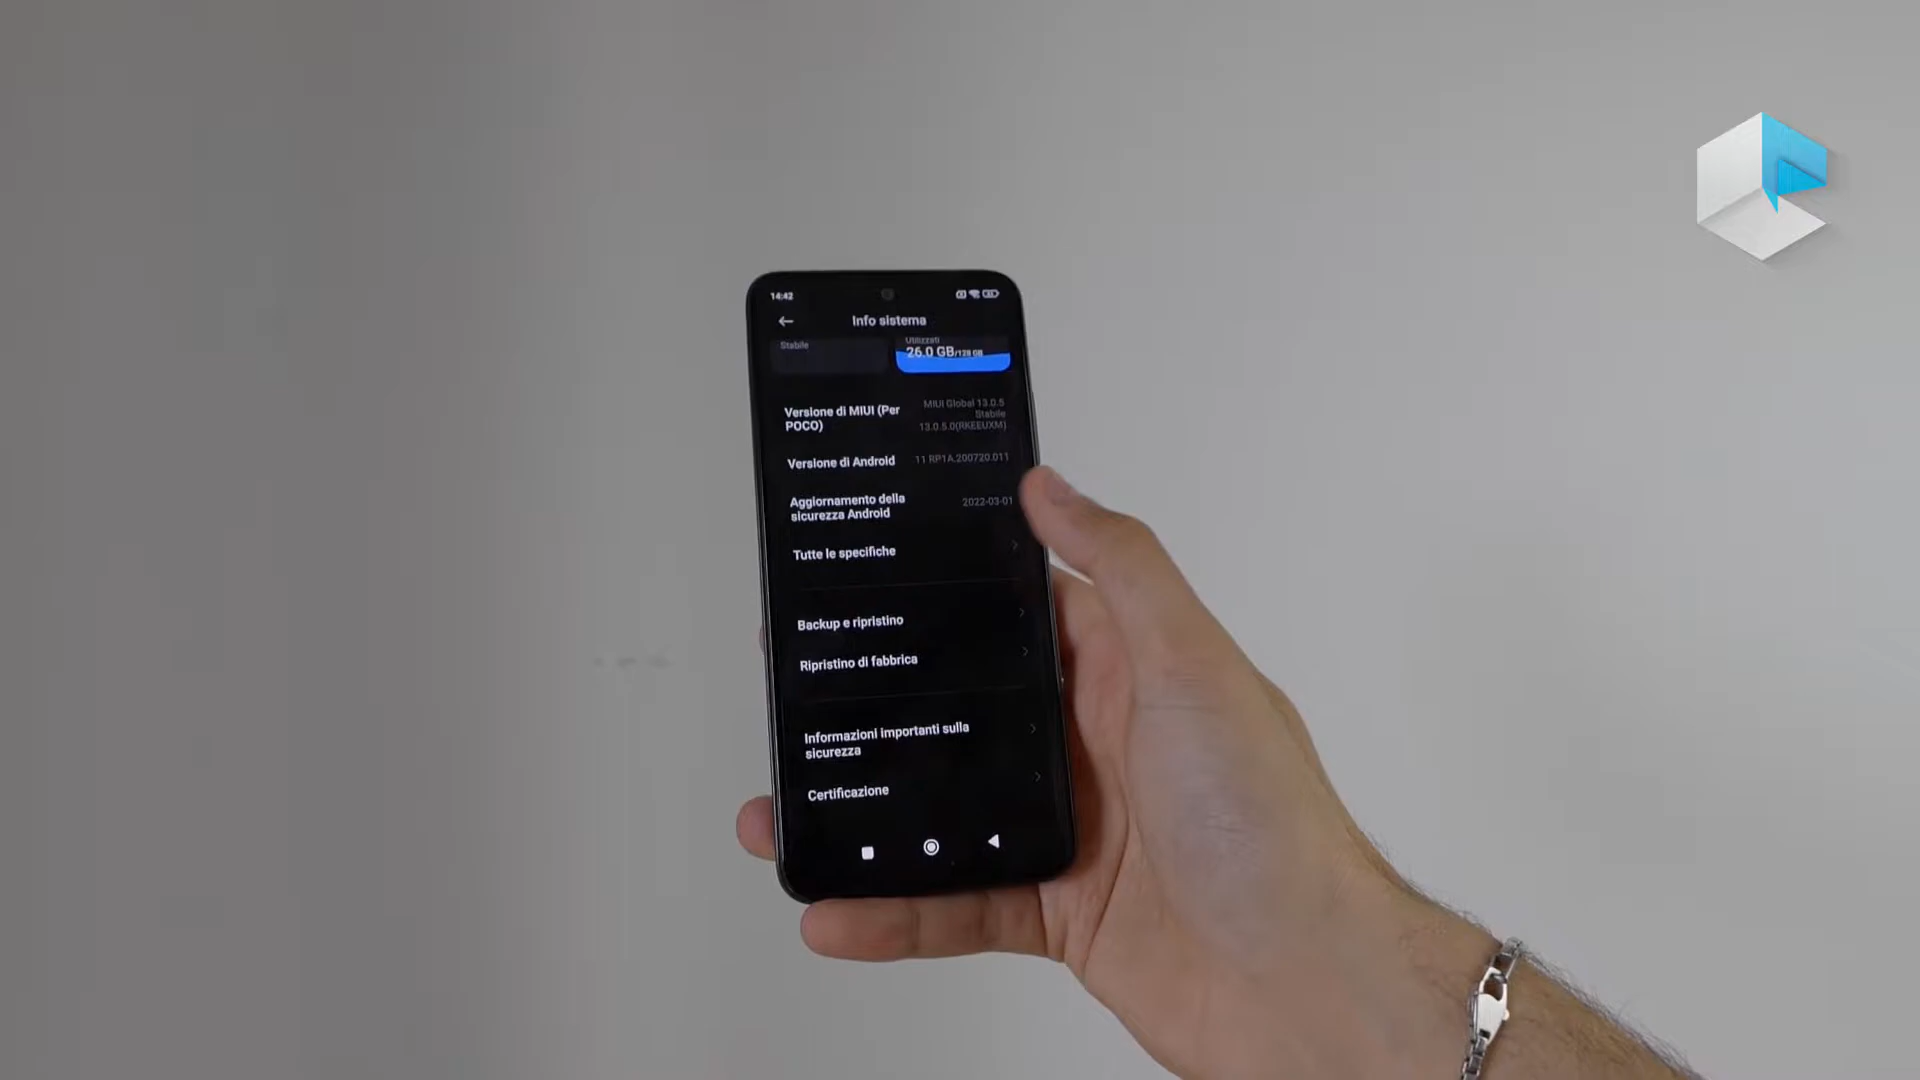 14:42
Info sistema
Stabile
Utilizzati
26.0 GB/128 GB
Versione di MIUI (Per
POCO)
MIUI Global 13.0.5
Stabile
13.0.5.0(RKEEUXM)
Versione di Android
11 RP1A.200720.011
Aggiornamento della
sicurezza Android
2022-03-01
Tutte le specifiche
Backup e ripristino
Ripristino di fabbrica
Informazioni importanti sulla
sicurezza
Certificazione